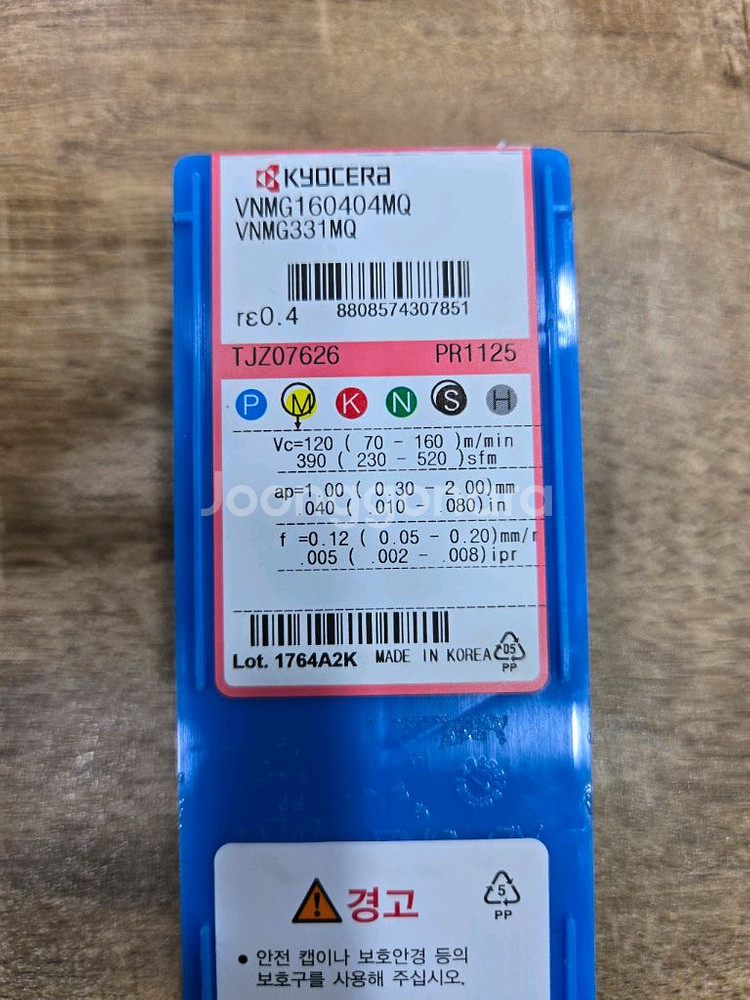 KYOCERA
VNMG160404MQ
VNMG331MQ
rε0.4
8808574307851
TJZ07626 PR1125
P M K N S H
Vc=120 ( 70 - 160 )m/min
390 ( 230 - 520 )sfm
ap=1.00 ( 0.30 - 2.00)mm
.040 ( .010 - .080)in
Joonggonara
f =0.12 ( 0.05 - 0.20)mm/r
.005 ( .002 - .008)ipr
Lot. 1764A2K MADE IN KOREA
05
PP
경고
5
PP
• 안전 캡이나 보호안경 등의
보호구를 사용해 주십시오.